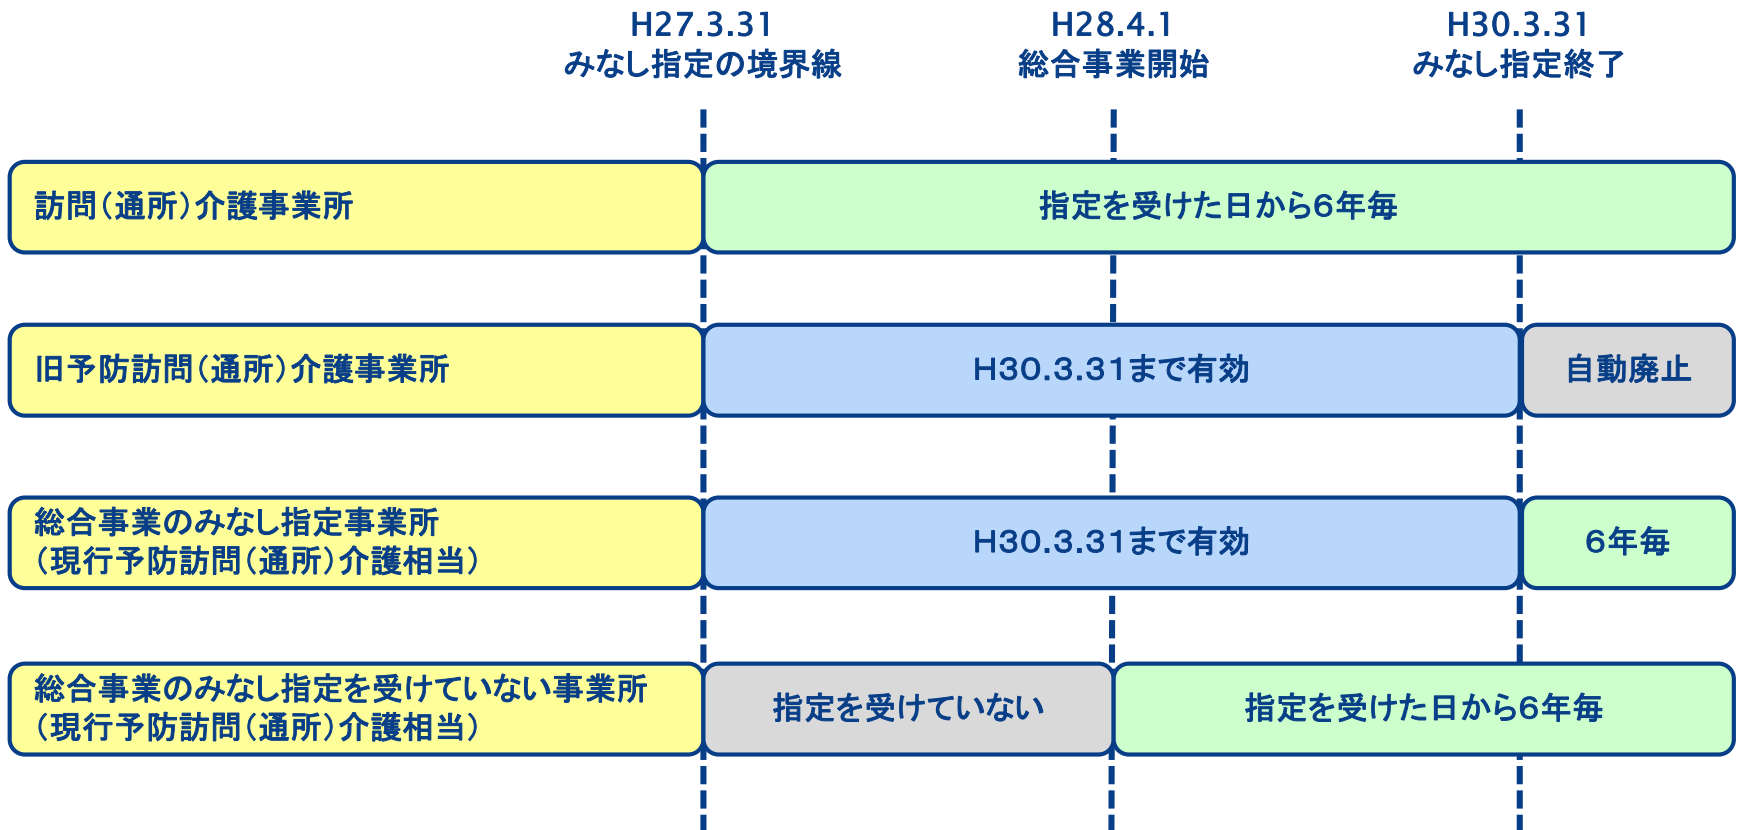 H27.3.31
みなし指定の境界線
H28.4.1
総合事業開始
H30.3.31
みなし指定終了
訪問(通所)介護事業所
指定を受けた日から6年毎
旧予防訪問(通所)介護事業所
H30.3.31まで有効
自動廃止
総合事業のみなし指定事業所
(現行予防訪問(通所)介護相当)
H30.3.31まで有効
6年毎
総合事業のみなし指定を受けていない事業所
(現行予防訪問(通所)介護相当)
指定を受けていない
指定を受けた日から6年毎